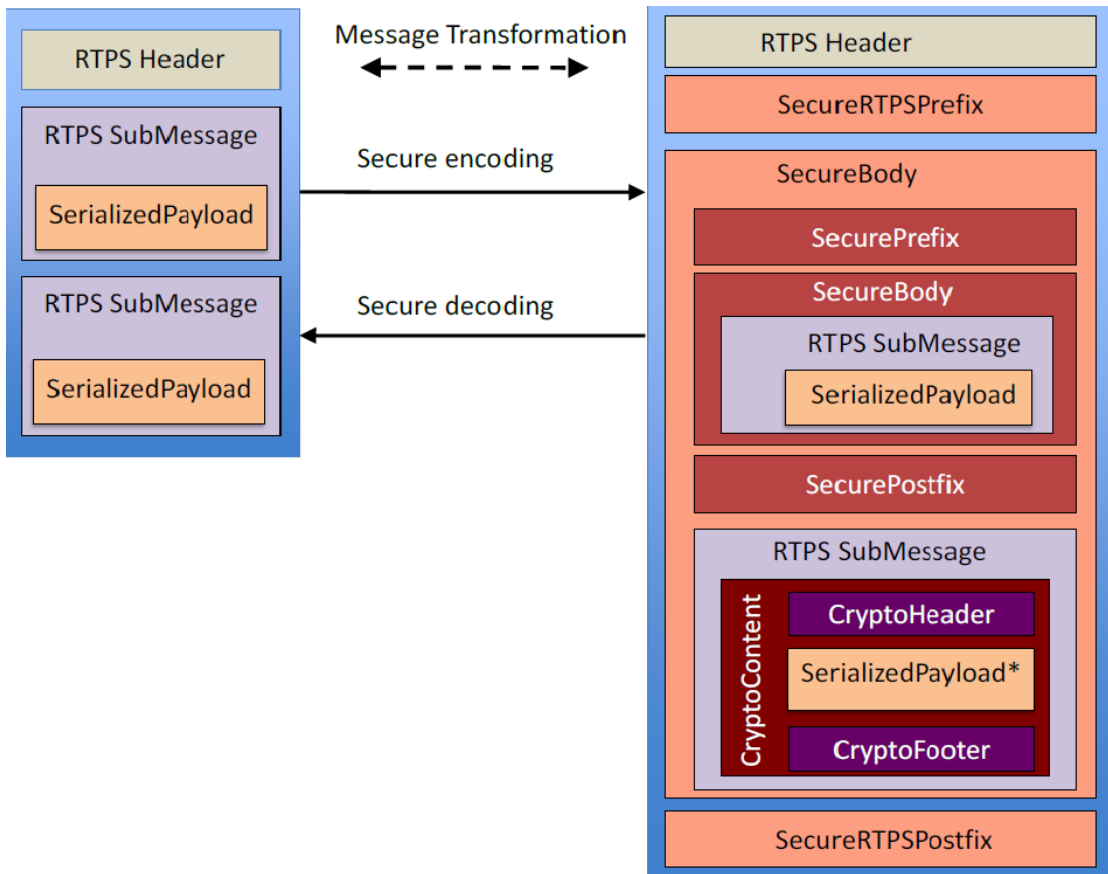 RTPS Header
RTPS SubMessage
SerializedPayload
RTPS SubMessage
SerializedPayload
Message Transformation
Secure encoding
Secure decoding
RTPS Header
SecureRTPSPrefix
SecureBody
SecurePrefix
SecureBody
RTPS SubMessage
SerializedPayload
SecurePostfix
RTPS SubMessage
CryptoContent
CryptoHeader
SerializedPayload*
CryptoFooter
SecureRTPSPostfix